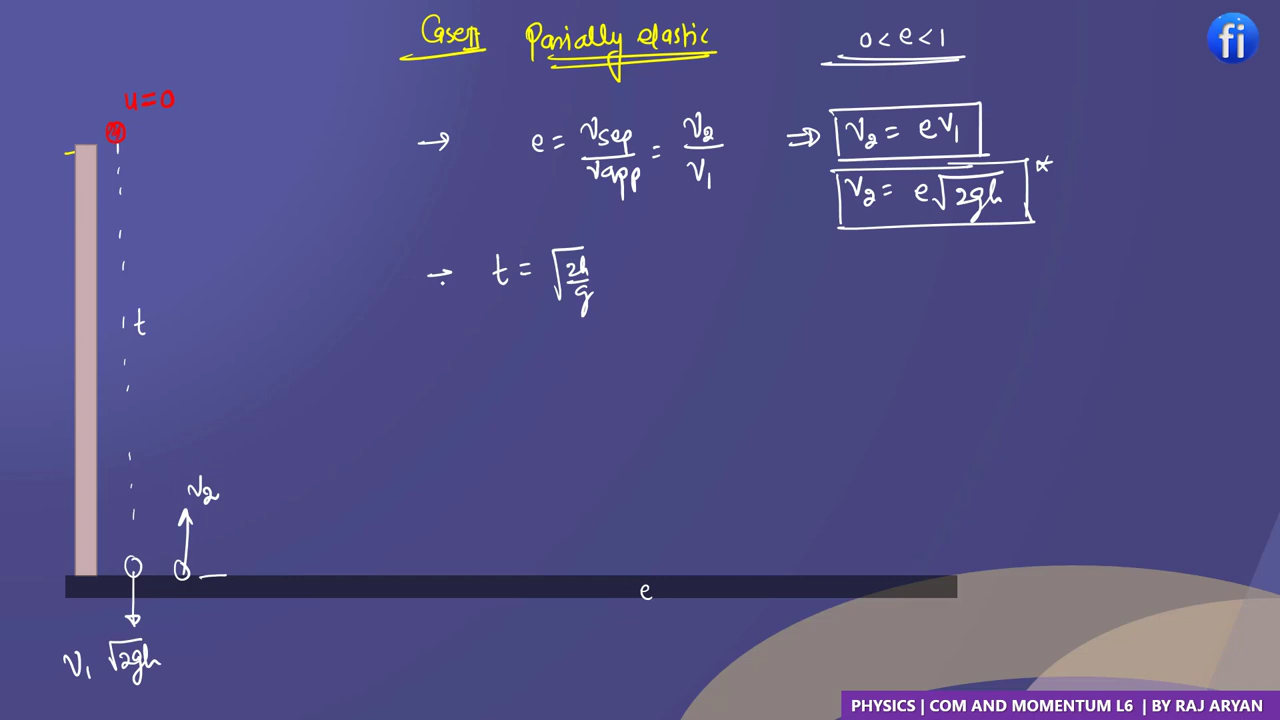 Case II Parially elastic 0 < e < 1
fi
u = 0
m
→ e = Vsep/Vapp = V₂/V₁ ⇒ V₂ = eV₁
V₂ = e√2gh *
→ t = √2h/g
t
V₂
e
V₁ √2gh
PHYSICS | COM AND MOMENTUM L6 | BY RAJ ARYAN